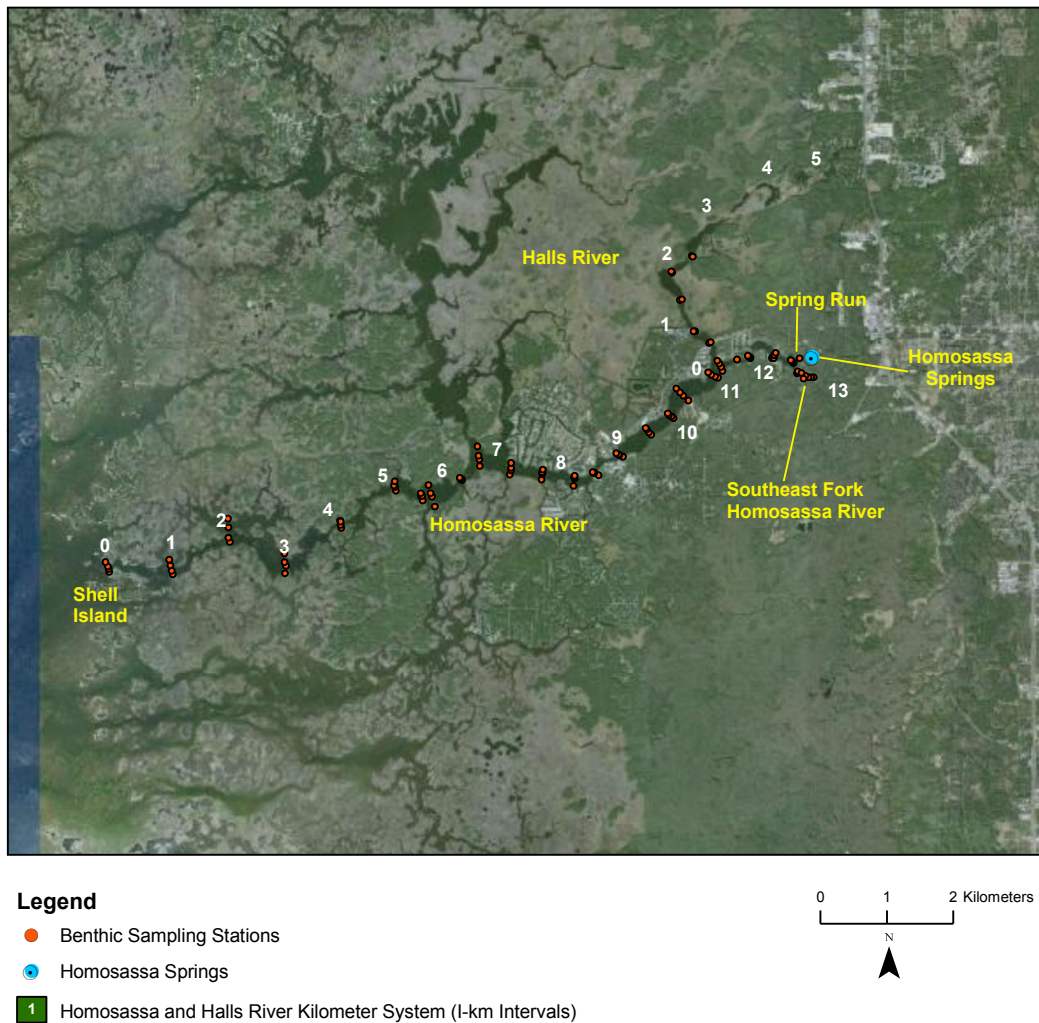 5
4
3
Halls River
2
Spring Run
1
Homosassa
Springs
0
11
12
13
10
9
7
8
6
5
Southeast Fork
Homosassa River
Homosassa River
4
2
3
0
1
Shell
Island
Legend
Benthic Sampling Stations
Homosassa Springs
1 Homosassa and Halls River Kilometer System (I-km Intervals)
0 1 2 Kilometers
N